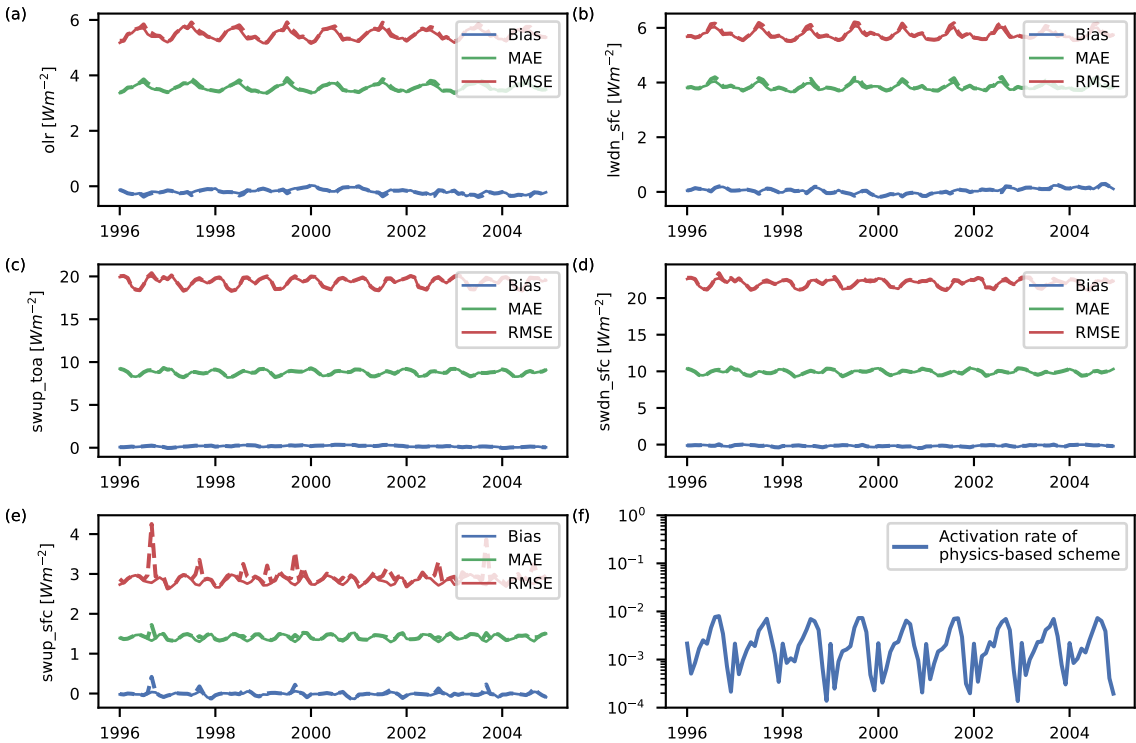 (a)
6
4
2
0
olr [Wm⁻²]
Bias
MAE
RMSE
1996
1998
2000
2002
2004
(b)
6
4
2
0
lwdn_sfc [Wm⁻²]
Bias
MAE
RMSE
1996
1998
2000
2002
2004
(c)
20
15
10
5
0
swup_toa [Wm⁻²]
Bias
MAE
RMSE
1996
1998
2000
2002
2004
(d)
20
15
10
5
0
swdn_sfc [Wm⁻²]
Bias
MAE
RMSE
1996
1998
2000
2002
2004
(e)
4
3
2
1
0
swup_sfc [Wm⁻²]
Bias
MAE
RMSE
1996
1998
2000
2002
2004
(f)
10⁰
10⁻¹
10⁻²
10⁻³
10⁻⁴
Activation rate of
physics-based scheme
1996
1998
2000
2002
2004